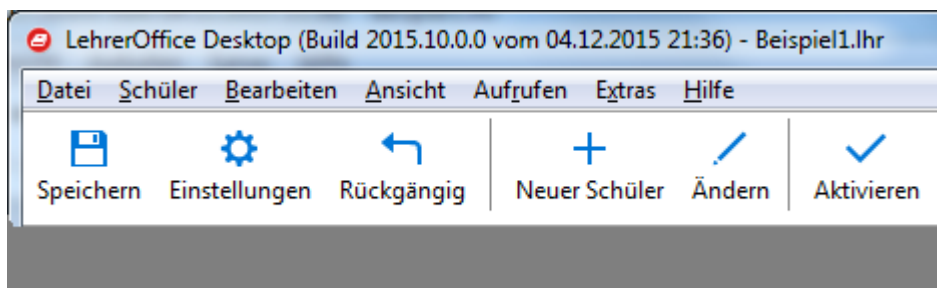 LehrerOffice Desktop (Build 2015.10.0.0 vom 04.12.2015 21:36) - Beispiel1.lhr
Datei Schüler Bearbeiten Ansicht Aufrufen Extras Hilfe
Speichern Einstellungen Rückgängig Neuer Schüler Ändern Aktivieren